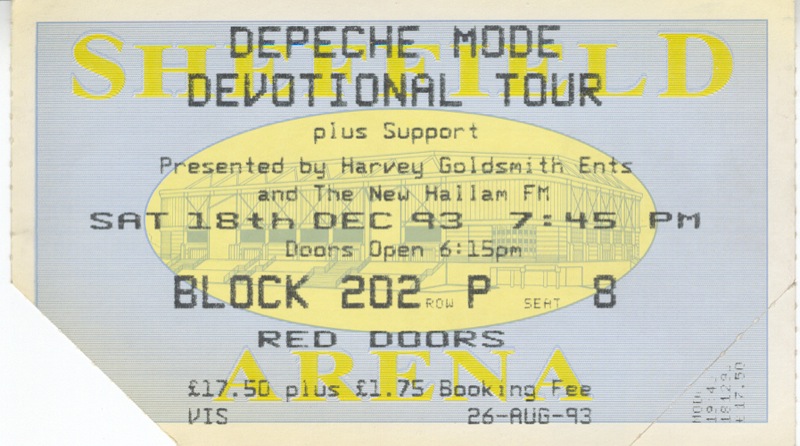 SHEFFIELD
DEPECHE MODE
DEVOTIONAL TOUR
plus Support
Presented by Harvey Goldsmith Ents
and The New Hallam FM
SAT 18th DEC 93 7:45 PM
Doors Open 6:15pm
BLOCK 202 ROW P SEAT 8
RED DOORS
ARENA
£17.50 plus £1.75 Booking Fee
VIS 26-AUG-93
£17.50